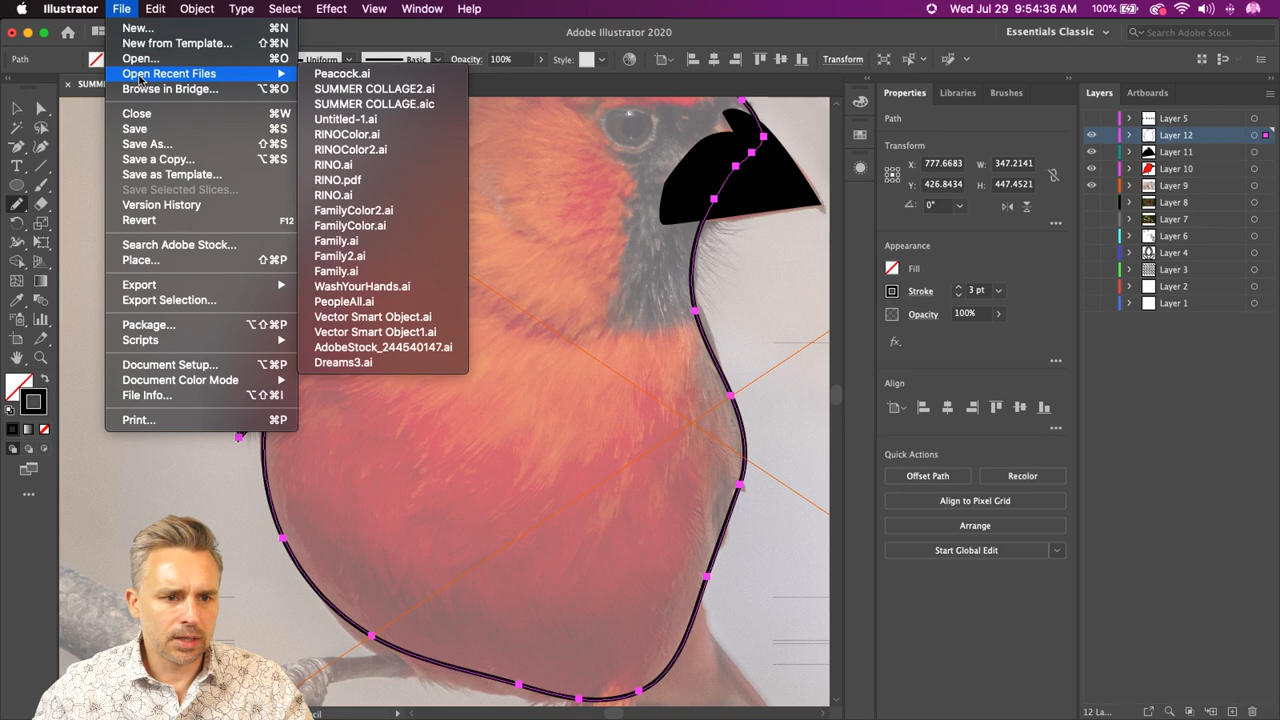 Illustrator File Edit Object Type Select Effect View Window Help
100% Wed Jul 29 9:54:36 AM
Adobe Illustrator 2020
Essentials Classic
Search Adobe Stock
Path
Uniform
Basic
Opacity: 100%
Style:
Transform
New... ⌘N
New from Template... ⇧⌘N
Open... ⌘O
Open Recent Files
Browse in Bridge... ⌥⌘O
Close ⌘W
Save ⌘S
Save As... ⇧⌘S
Save a Copy... ⌥⌘S
Save as Template...
Save Selected Slices...
Version History
Revert F12
Search Adobe Stock...
Place... ⇧⌘P
Export
Export Selection...
Package... ⌥⇧⌘P
Scripts
Document Setup... ⌥⌘P
Document Color Mode
File Info... ⌥⇧⌘I
Print... ⌘P
Peacock.ai
SUMMER COLLAGE2.ai
SUMMER COLLAGE.aic
Untitled-1.ai
RINOColor.ai
RINOColor2.ai
RINO.ai
RINO.pdf
RINO.ai
FamilyColor2.ai
FamilyColor.ai
Family.ai
Family2.ai
Family.ai
WashYourHands.ai
PeopleAll.ai
Vector Smart Object.ai
Vector Smart Object1.ai
AdobeStock_244540147.ai
Dreams3.ai
Properties Libraries Brushes
Path
Transform
X: 777.6683 W: 347.2141
Y: 426.8434 H: 447.4521
0°
Appearance
Fill
Stroke 3 pt
Opacity 100%
fx.
Align
Quick Actions
Offset Path Recolor
Align to Pixel Grid
Arrange
Start Global Edit
Layers Artboards
Layer 5
Layer 12
Layer 11
Layer 10
Layer 9
Layer 8
Layer 7
Layer 6
Layer 4
Layer 3
Layer 2
Layer 1
12 La...